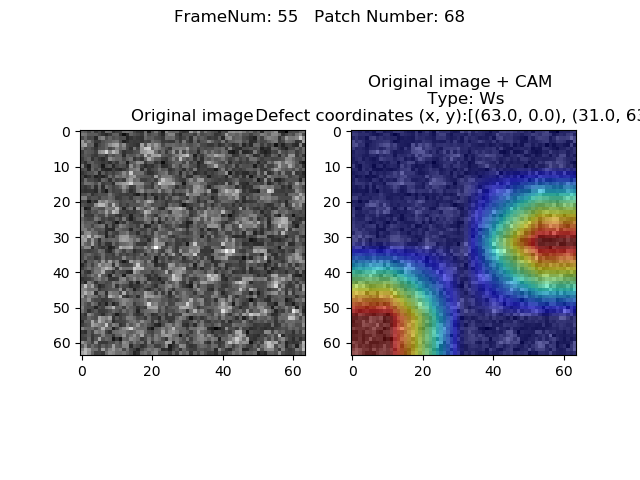 FrameNum: 55   Patch Number: 68
Original image + CAM
Type: Ws
Original image
Defect coordinates (x, y):[(63.0, 0.0), (31.0, 63
0
10
20
30
40
50
60
0 20 40 60
0
10
20
30
40
50
60
0 20 40 60